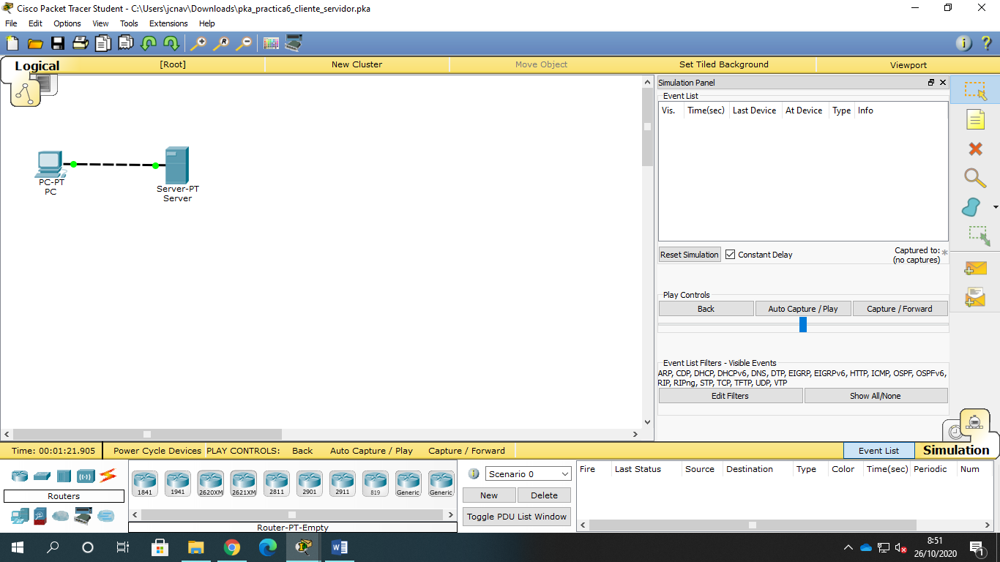 Cisco Packet Tracer Student - C:\Users\jcnav\Downloads\pka_practica6_cliente_servidor.pka
File Edit Options View Tools Extensions Help
Logical [Root] New Cluster Move Object Set Tiled Background Viewport
PC-PT
PC
Server-PT
Server
Simulation Panel
Event List
Vis. Time(sec) Last Device At Device Type Info
Reset Simulation Constant Delay Captured to: *
(no captures)
Play Controls
Back Auto Capture / Play Capture / Forward
Event List Filters - Visible Events
ARP, CDP, DHCP, DHCPv6, DNS, DTP, EIGRP, EIGRPv6, HTTP, ICMP, OSPF, OSPFv6,
RIP, RIPng, STP, TCP, TFTP, UDP, VTP
Edit Filters Show All/None
Time: 00:01:21.905 Power Cycle Devices PLAY CONTROLS: Back Auto Capture / Play Capture / Forward Event List Simulation
Routers
1841 1941 2620XM 2621XM 2811 2901 2911 819 Generic Generic
Router-PT-Empty
Scenario 0
New Delete
Toggle PDU List Window
Fire Last Status Source Destination Type Color Time(sec) Periodic Num
8:51
26/10/2020
1